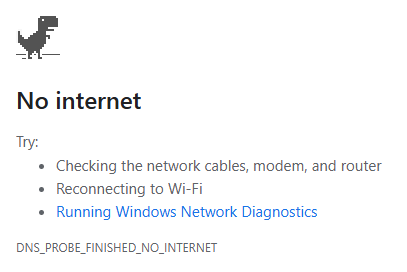 No internet
Try:
• Checking the network cables, modem, and router
• Reconnecting to Wi-Fi
• Running Windows Network Diagnostics
DNS_PROBE_FINISHED_NO_INTERNET